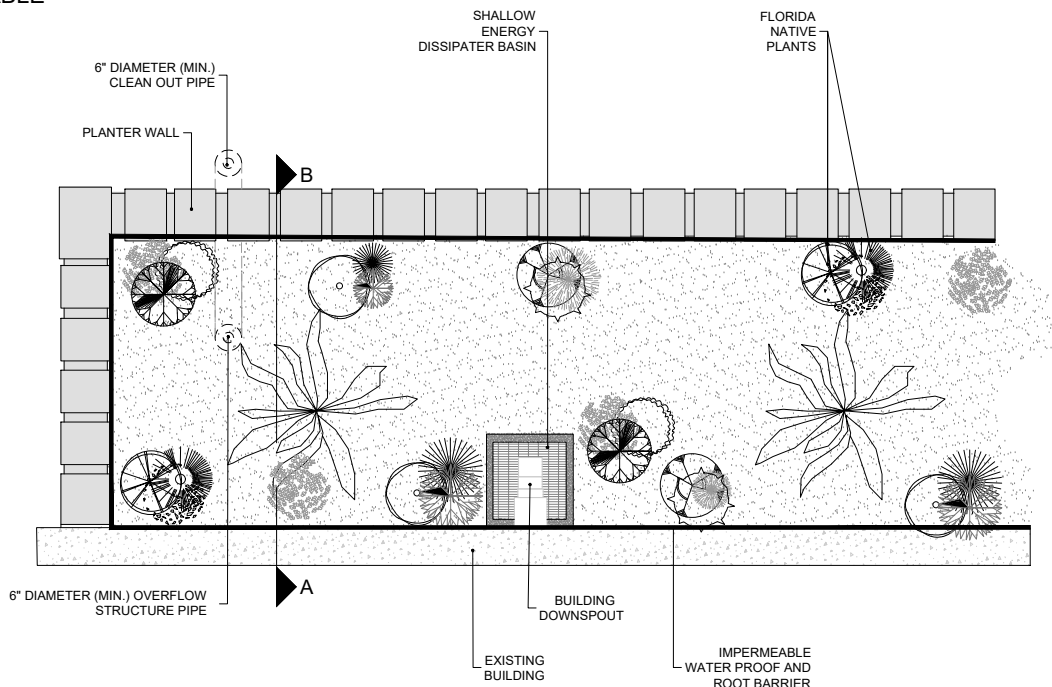 SHALLOW
ENERGY
DISSIPATER BASIN
FLORIDA
NATIVE
PLANTS
6" DIAMETER (MIN.)
CLEAN OUT PIPE
PLANTER WALL
B
A
6" DIAMETER (MIN.) OVERFLOW
STRUCTURE PIPE
BUILDING
DOWNSPOUT
EXISTING
BUILDING
IMPERMEABLE
WATER PROOF AND
ROOT BARRIER